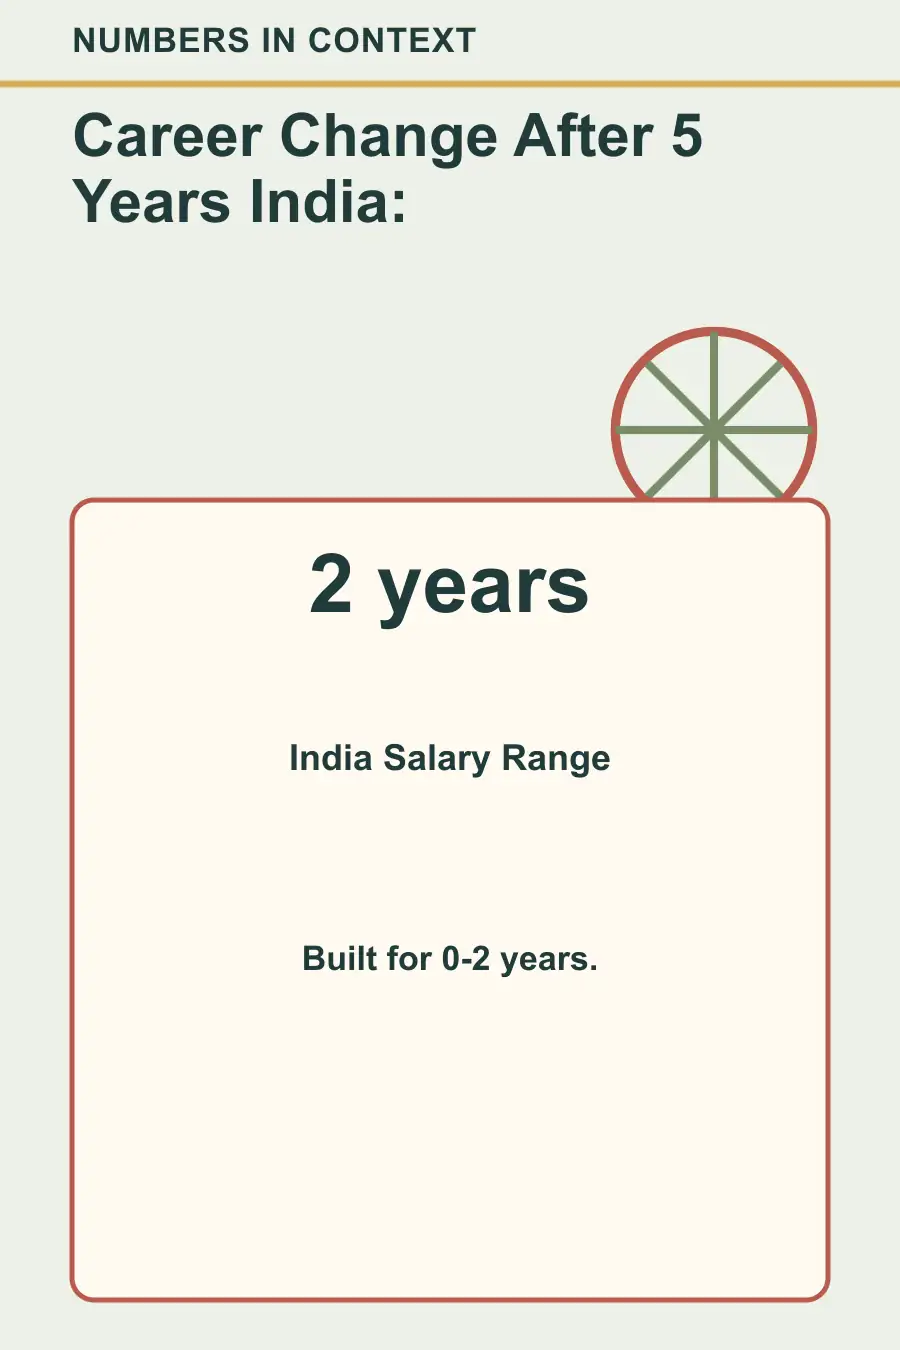 NUMBERS IN CONTEXT
Career Change After 5
Years India:
2 years
India Salary Range
Built for 0-2 years.